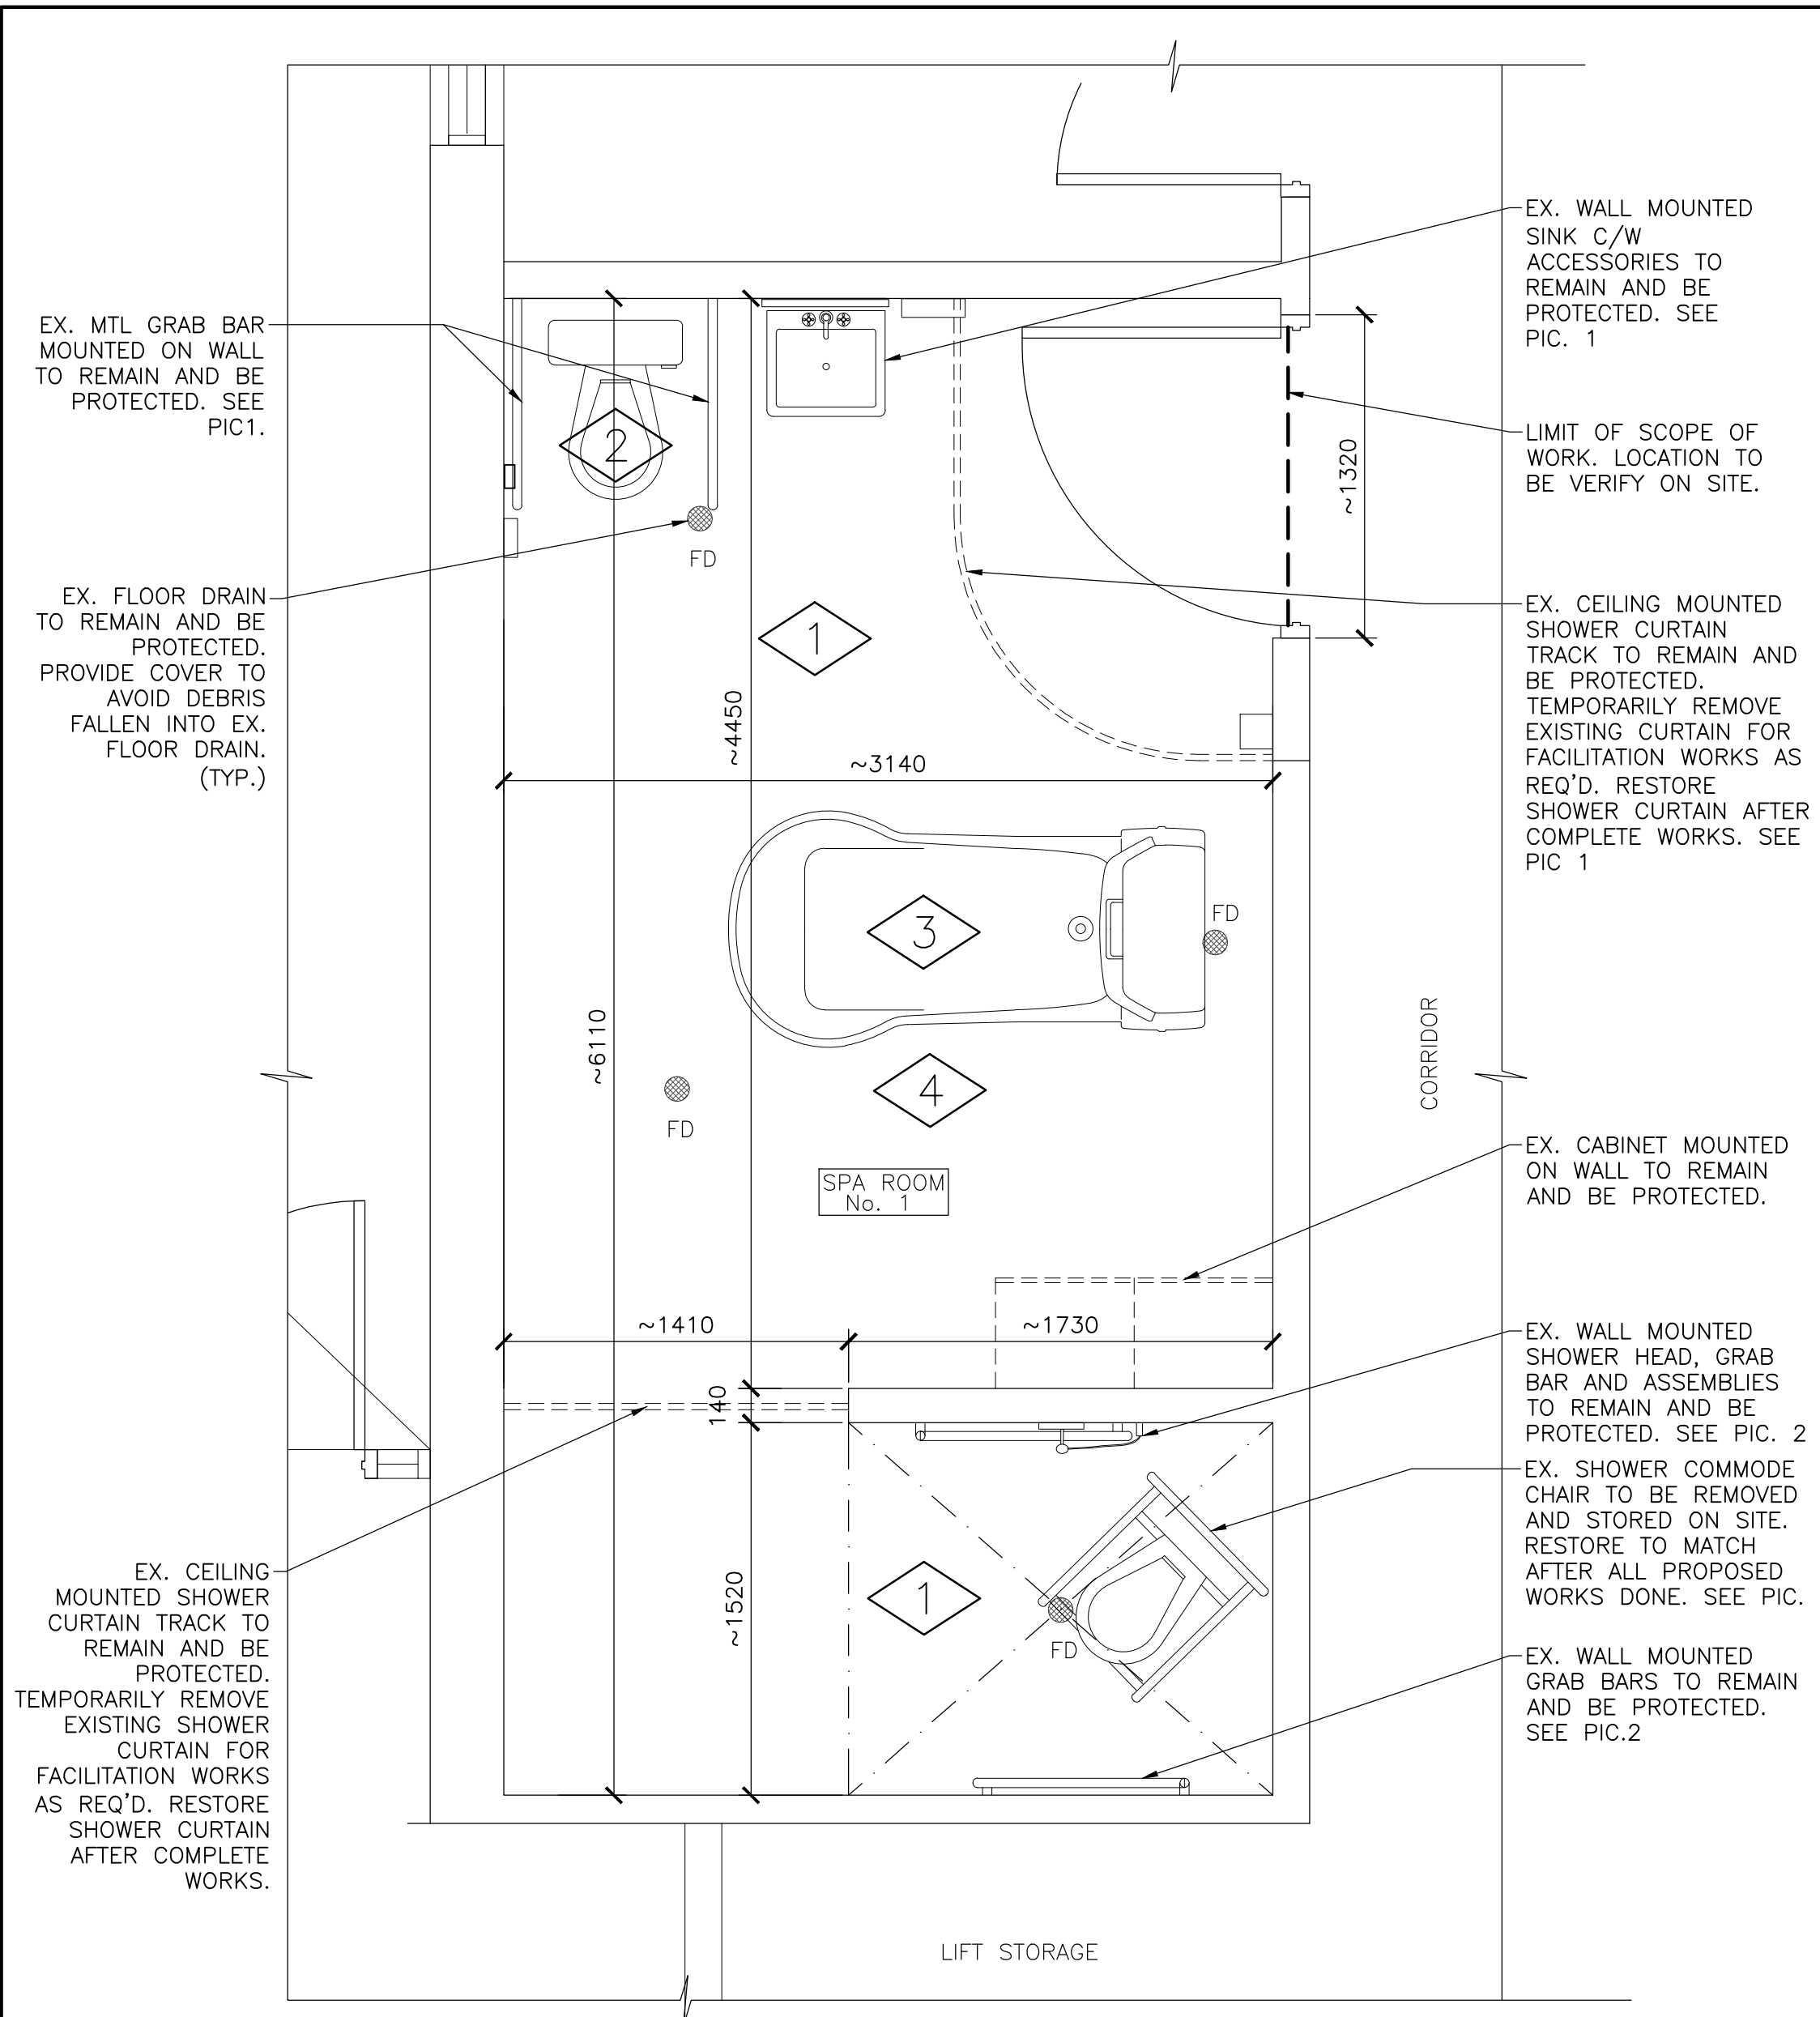 EX. MTL GRAB BAR
MOUNTED ON WALL
TO REMAIN AND BE
PROTECTED. SEE
PIC1.
EX. FLOOR DRAIN
TO REMAIN AND BE
PROTECTED.
PROVIDE COVER TO
AVOID DEBRIS
FALLEN INTO EX.
FLOOR DRAIN.
(TYP.)
EX. CEILING
MOUNTED SHOWER
CURTAIN TRACK TO
REMAIN AND BE
PROTECTED.
TEMPORARILY REMOVE
EXISTING SHOWER
CURTAIN FOR
FACILITATION WORKS
AS REQ'D. RESTORE
SHOWER CURTAIN
AFTER COMPLETE
WORKS.
2
FD
1
~4450
~3140
~1320
3
FD
~6110
4
FD
SPA ROOM
No. 1
CORRIDOR
~1410
~1730
140
~1520
1
FD
LIFT STORAGE
EX. WALL MOUNTED
SINK C/W
ACCESSORIES TO
REMAIN AND BE
PROTECTED. SEE
PIC. 1
LIMIT OF SCOPE OF
WORK. LOCATION TO
BE VERIFY ON SITE.
EX. CEILING MOUNTED
SHOWER CURTAIN
TRACK TO REMAIN AND
BE PROTECTED.
TEMPORARILY REMOVE
EXISTING CURTAIN FOR
FACILITATION WORKS AS
REQ'D. RESTORE
SHOWER CURTAIN AFTER
COMPLETE WORKS. SEE
PIC 1
EX. CABINET MOUNTED
ON WALL TO REMAIN
AND BE PROTECTED.
EX. WALL MOUNTED
SHOWER HEAD, GRAB
BAR AND ASSEMBLIES
TO REMAIN AND BE
PROTECTED. SEE PIC. 2
EX. SHOWER COMMODE
CHAIR TO BE REMOVED
AND STORED ON SITE.
RESTORE TO MATCH
AFTER ALL PROPOSED
WORKS DONE. SEE PIC.
EX. WALL MOUNTED
GRAB BARS TO REMAIN
AND BE PROTECTED.
SEE PIC.2